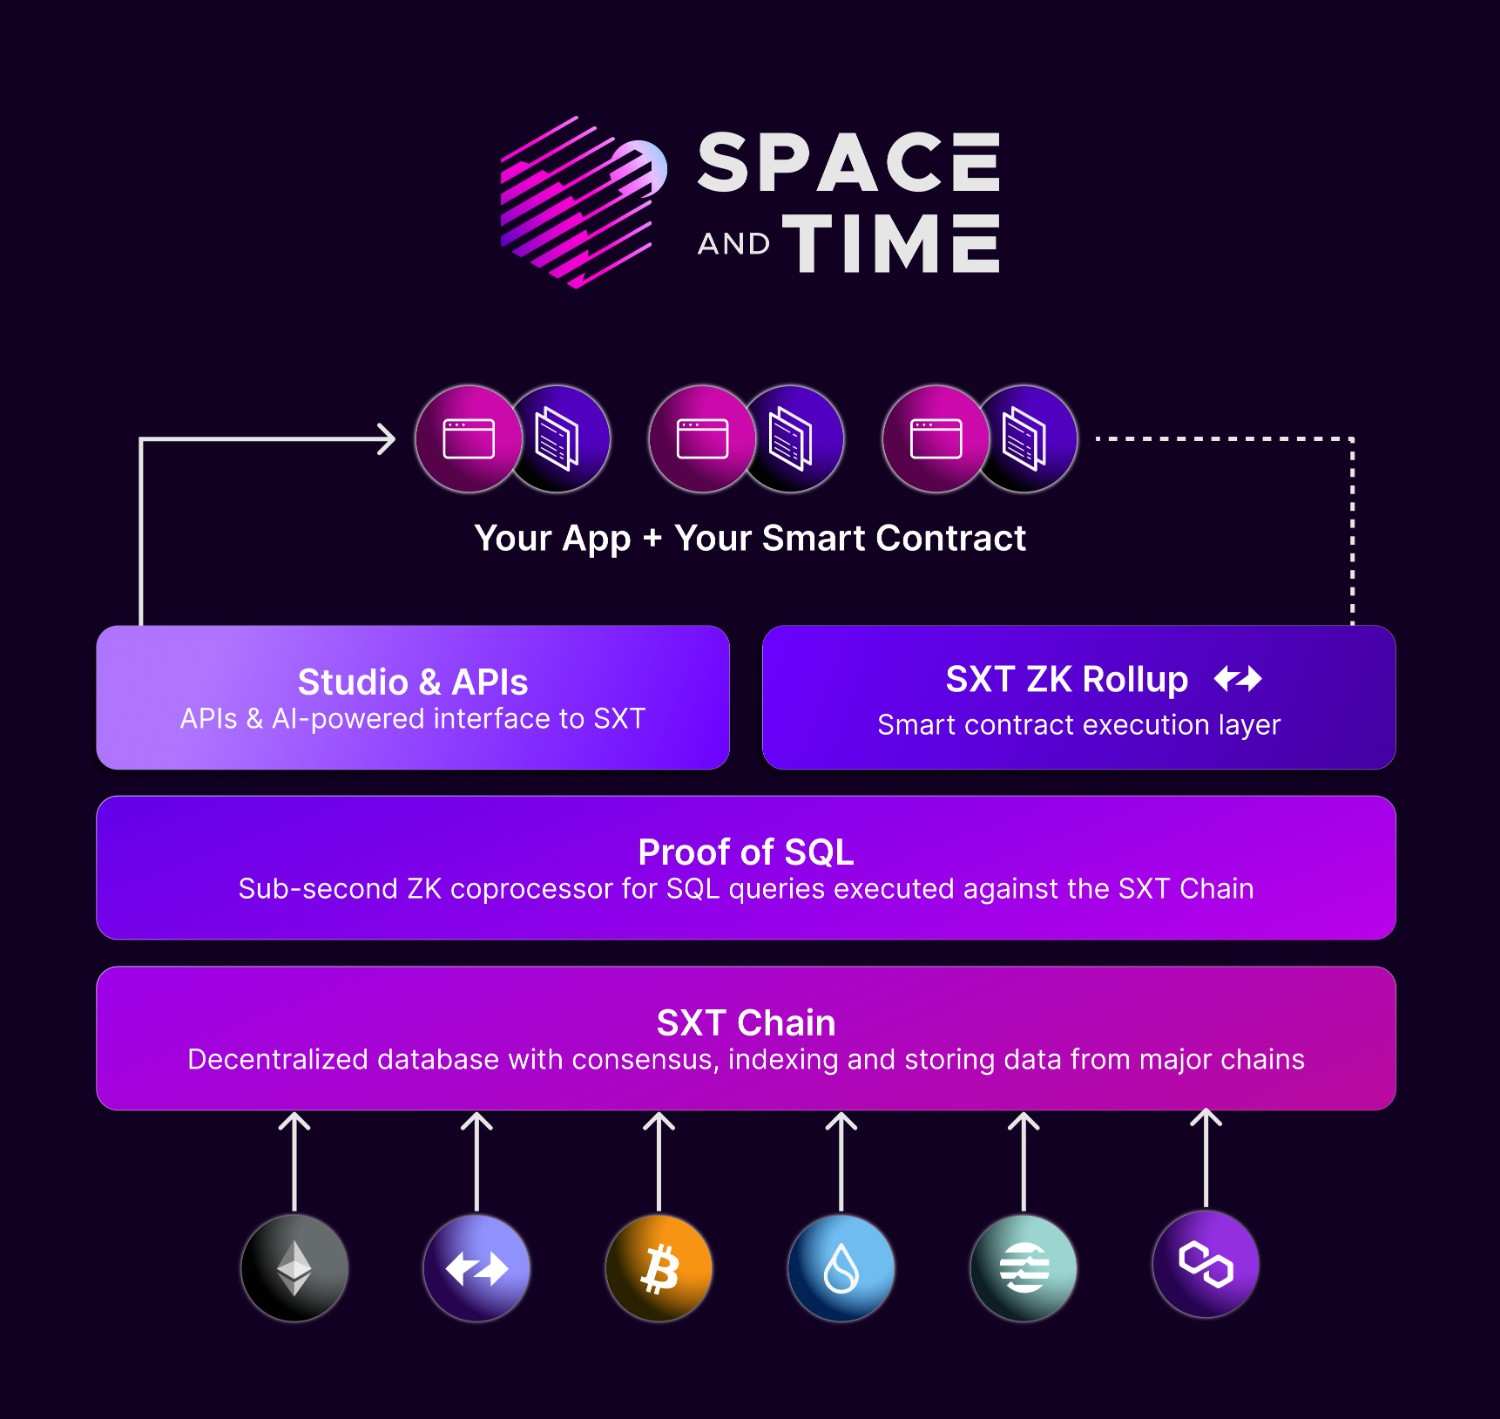 SPACE
AND TIME
Your App + Your Smart Contract
Studio & APIs
APIs & AI-powered interface to SXT
SXT ZK Rollup
Smart contract execution layer
Proof of SQL
Sub-second ZK coprocessor for SQL queries executed against the SXT Chain
SXT Chain
Decentralized database with consensus, indexing and storing data from major chains